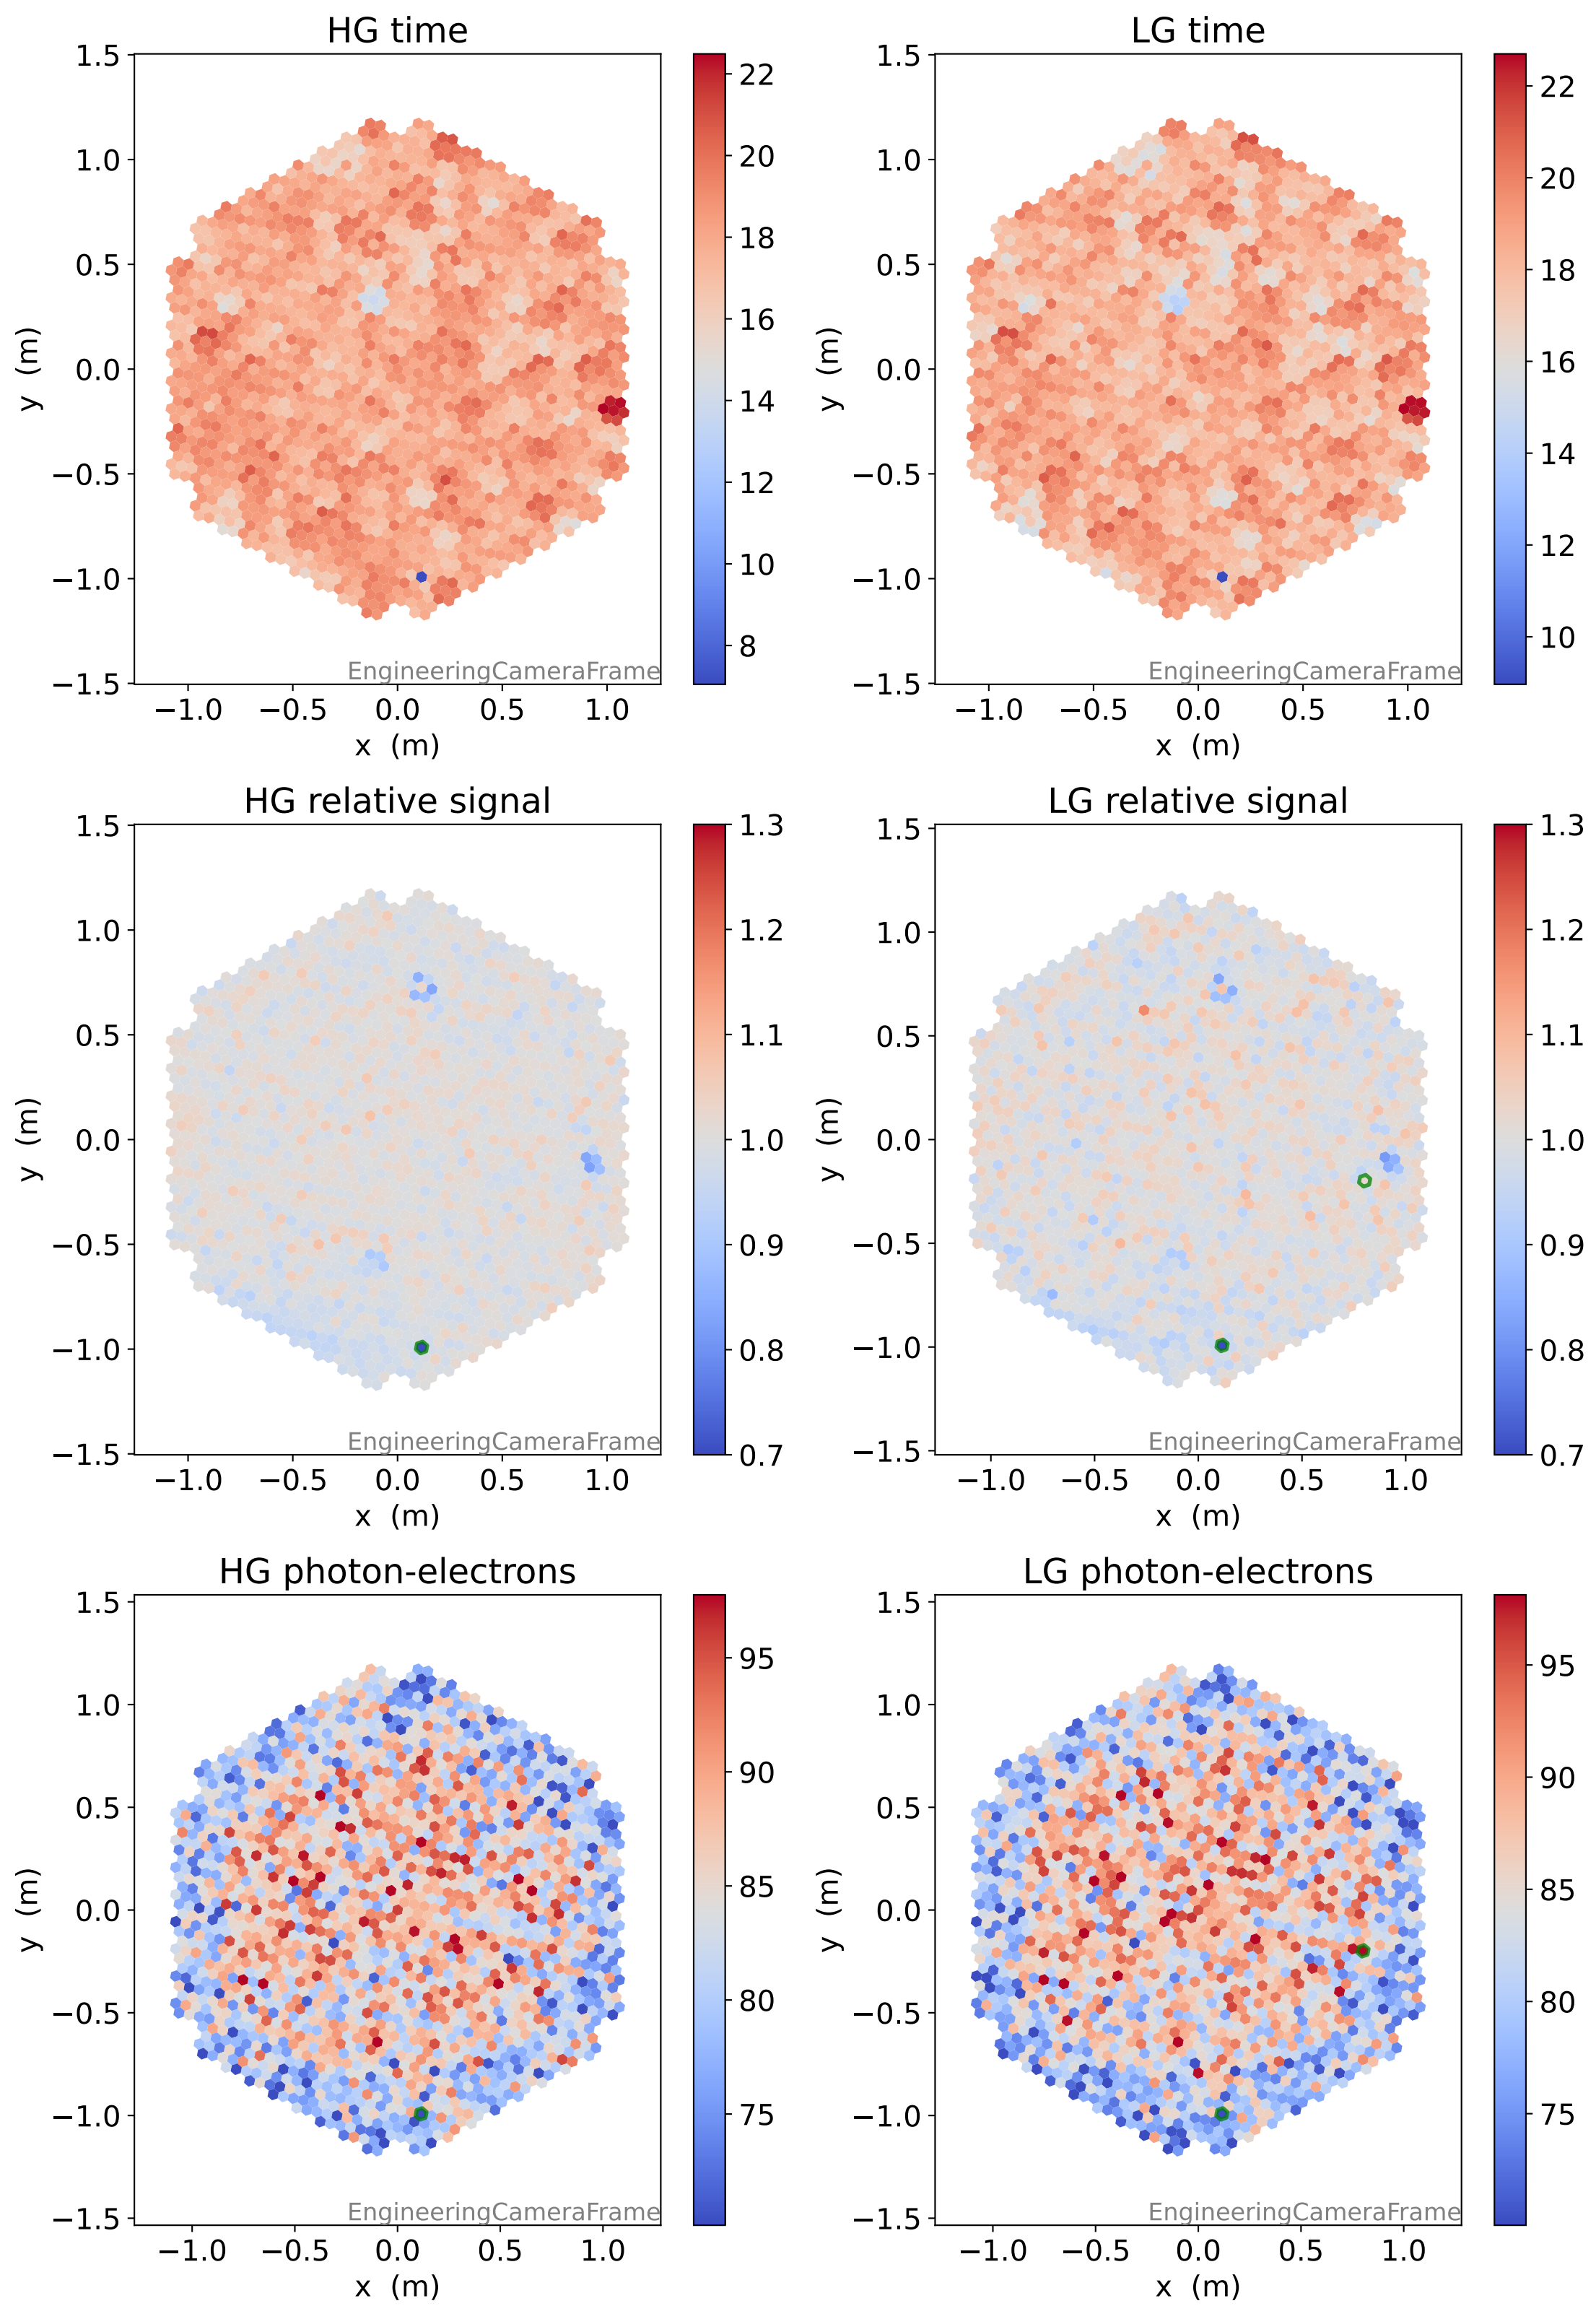 HG time
1.5
1.0
0.5
0.0
−0.5
−1.0
−1.5
y (m)
−1.0 −0.5 0.0 0.5 1.0
x (m)
EngineeringCameraFrame
22
20
18
16
14
12
10
8
LG time
1.5
1.0
0.5
0.0
−0.5
−1.0
−1.5
y (m)
−1.0 −0.5 0.0 0.5 1.0
x (m)
EngineeringCameraFrame
22
20
18
16
14
12
10
HG relative signal
1.5
1.0
0.5
0.0
−0.5
−1.0
−1.5
y (m)
−1.0 −0.5 0.0 0.5 1.0
x (m)
EngineeringCameraFrame
1.3
1.2
1.1
1.0
0.9
0.8
0.7
LG relative signal
1.5
1.0
0.5
0.0
−0.5
−1.0
−1.5
y (m)
−1.0 −0.5 0.0 0.5 1.0
x (m)
EngineeringCameraFrame
1.3
1.2
1.1
1.0
0.9
0.8
0.7
HG photon-electrons
1.5
1.0
0.5
0.0
−0.5
−1.0
−1.5
y (m)
−1.0 −0.5 0.0 0.5 1.0
x (m)
EngineeringCameraFrame
95
90
85
80
75
LG photon-electrons
1.5
1.0
0.5
0.0
−0.5
−1.0
−1.5
y (m)
−1.0 −0.5 0.0 0.5 1.0
x (m)
EngineeringCameraFrame
95
90
85
80
75